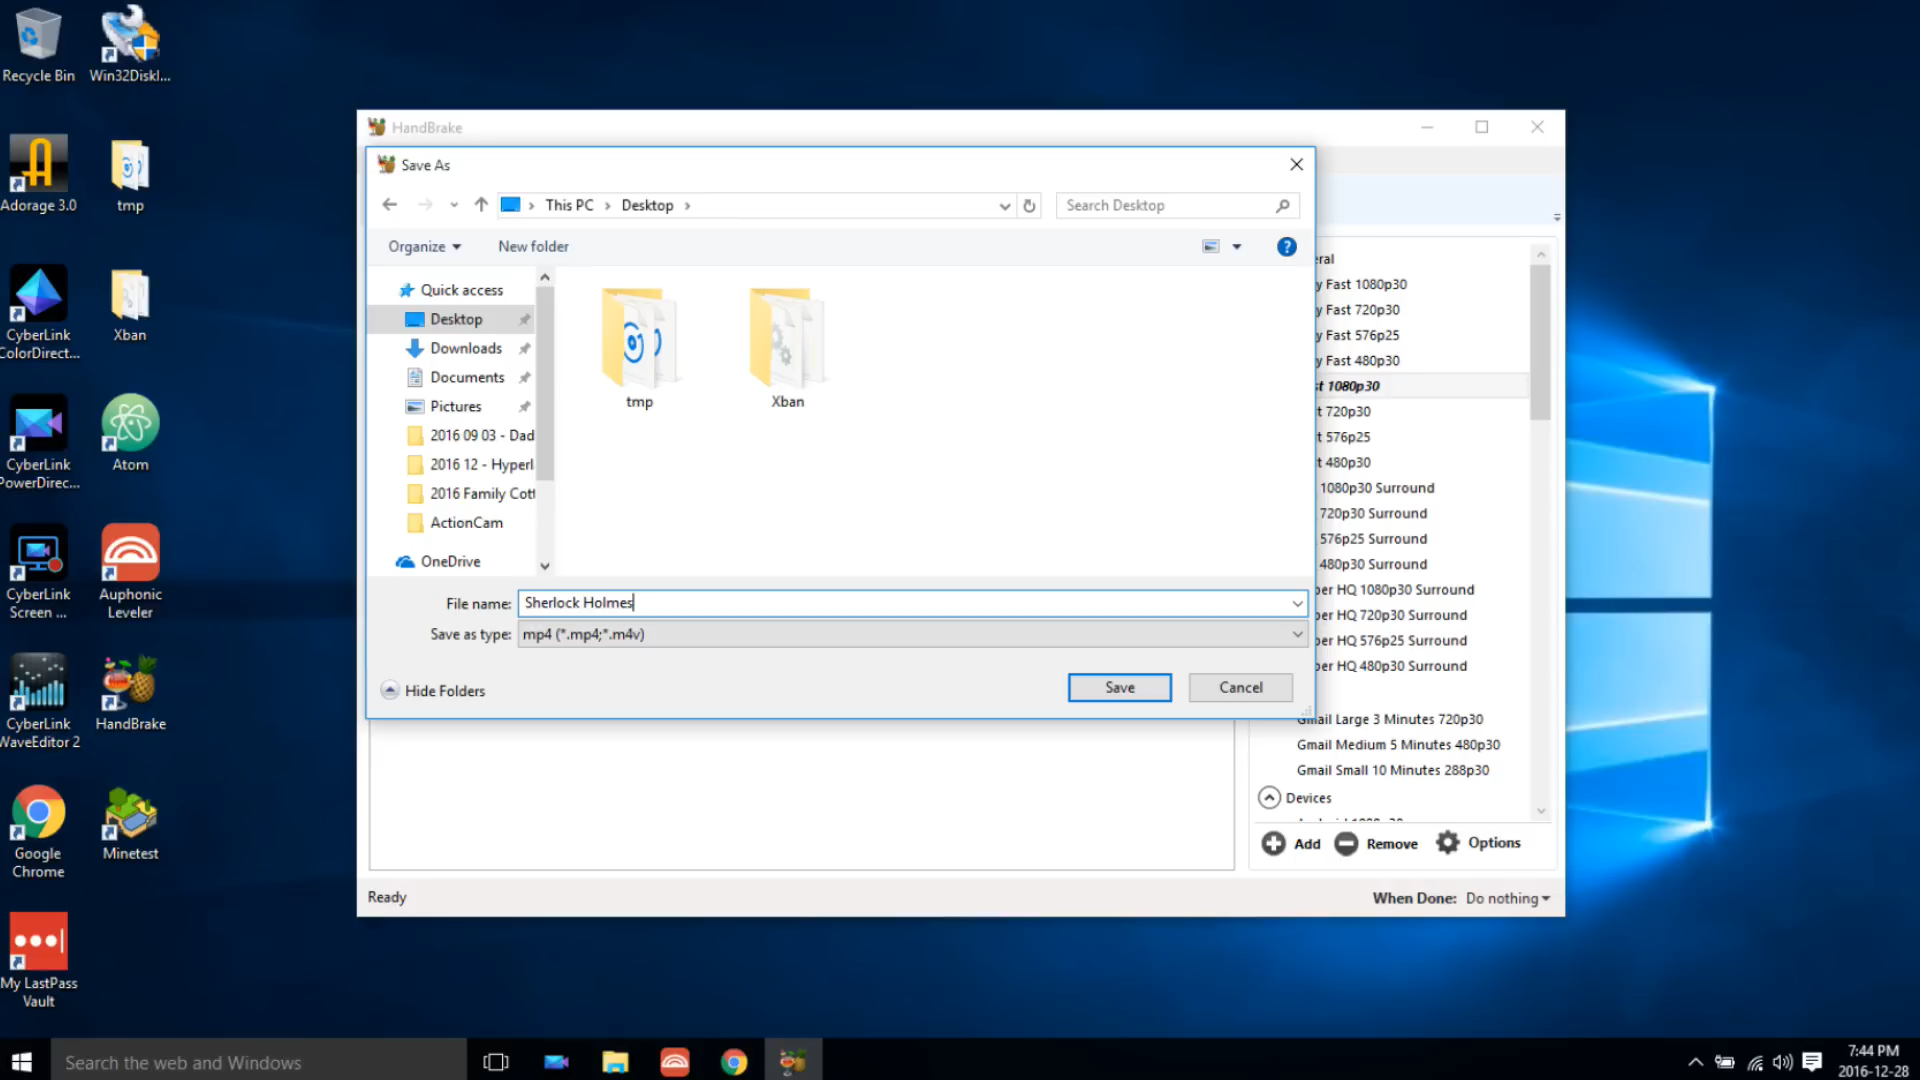 Recycle Bin
Win32DiskI...
Adorage 3.0
tmp
CyberLink
ColorDirect...
Xban
CyberLink
PowerDirec...
Atom
CyberLink
Screen ...
Auphonic
Leveler
CyberLink
WaveEditor 2
HandBrake
Google
Chrome
Minetest
My LastPass
Vault
HandBrake
Save As
This PC
Desktop
Search Desktop
Organize
New folder
Quick access
Desktop
Downloads
Documents
Pictures
2016 09 03 - Dad
2016 12 - Hyperl
2016 Family Cott
ActionCam
OneDrive
tmp
Xban
File name:
Sherlock Holmes
Save as type:
mp4 (*.mp4;*.m4v)
Hide Folders
Save
Cancel
eral
y Fast 1080p30
y Fast 720p30
y Fast 576p25
y Fast 480p30
st 1080p30
t 720p30
t 576p25
t 480p30
1080p30 Surround
720p30 Surround
576p25 Surround
480p30 Surround
per HQ 1080p30 Surround
per HQ 720p30 Surround
per HQ 576p25 Surround
per HQ 480p30 Surround
Gmail Large 3 Minutes 720p30
Gmail Medium 5 Minutes 480p30
Gmail Small 10 Minutes 288p30
Devices
Add
Remove
Options
Ready
When Done: Do nothing
Search the web and Windows
7:44 PM
2016-12-28